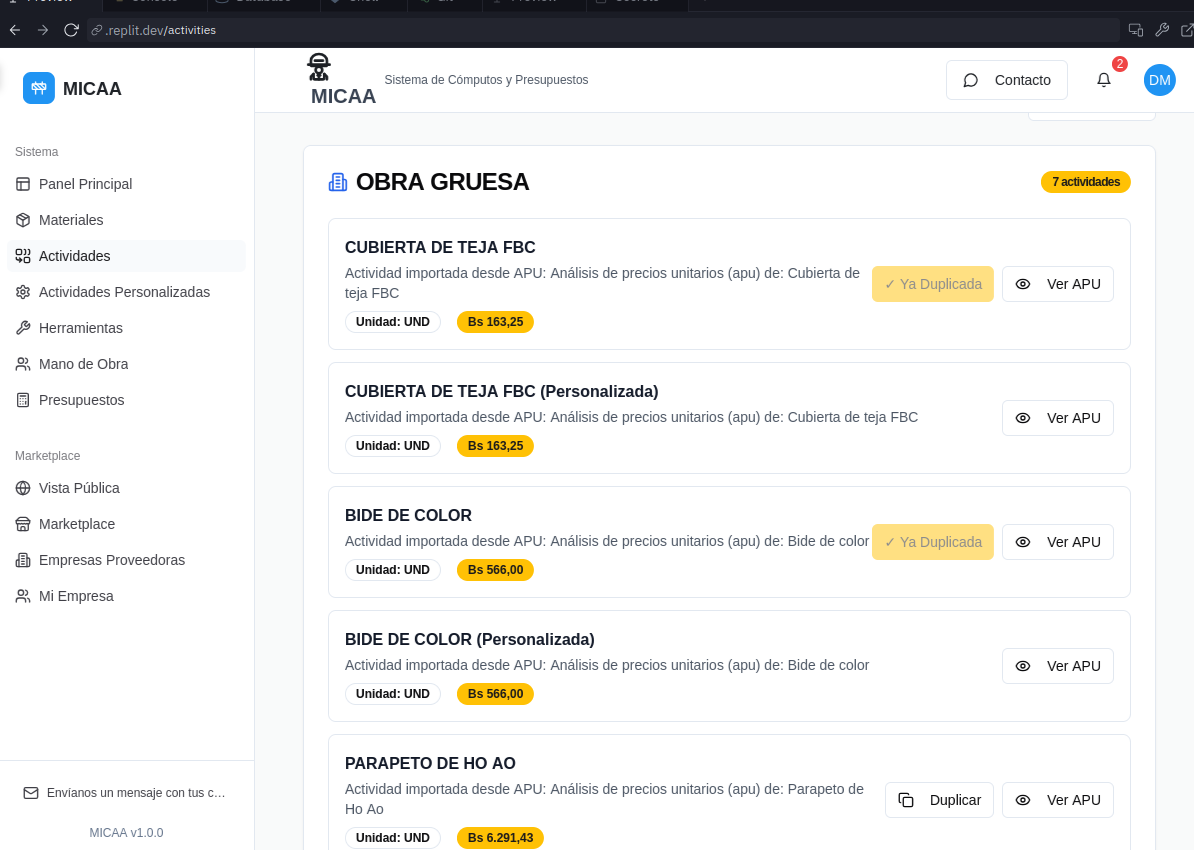 .replit.dev/activities
MICAA
Sistema
Panel Principal
Materiales
Actividades
Actividades Personalizadas
Herramientas
Mano de Obra
Presupuestos
Marketplace
Vista Pública
Marketplace
Empresas Proveedoras
Mi Empresa
Envíanos un mensaje con tus c...
MICAA v1.0.0
MICAA
Sistema de Cómputos y Presupuestos
Contacto
2
DM
OBRA GRUESA
7 actividades
CUBIERTA DE TEJA FBC
Actividad importada desde APU: Análisis de precios unitarios (apu) de: Cubierta de
teja FBC
Unidad: UND
Bs 163,25
✓ Ya Duplicada
Ver APU
CUBIERTA DE TEJA FBC (Personalizada)
Actividad importada desde APU: Análisis de precios unitarios (apu) de: Cubierta de teja FBC
Unidad: UND
Bs 163,25
Ver APU
BIDE DE COLOR
Actividad importada desde APU: Análisis de precios unitarios (apu) de: Bide de color
Unidad: UND
Bs 566,00
✓ Ya Duplicada
Ver APU
BIDE DE COLOR (Personalizada)
Actividad importada desde APU: Análisis de precios unitarios (apu) de: Bide de color
Unidad: UND
Bs 566,00
Ver APU
PARAPETO DE HO AO
Actividad importada desde APU: Análisis de precios unitarios (apu) de: Parapeto de
Ho Ao
Unidad: UND
Bs 6.291,43
Duplicar
Ver APU